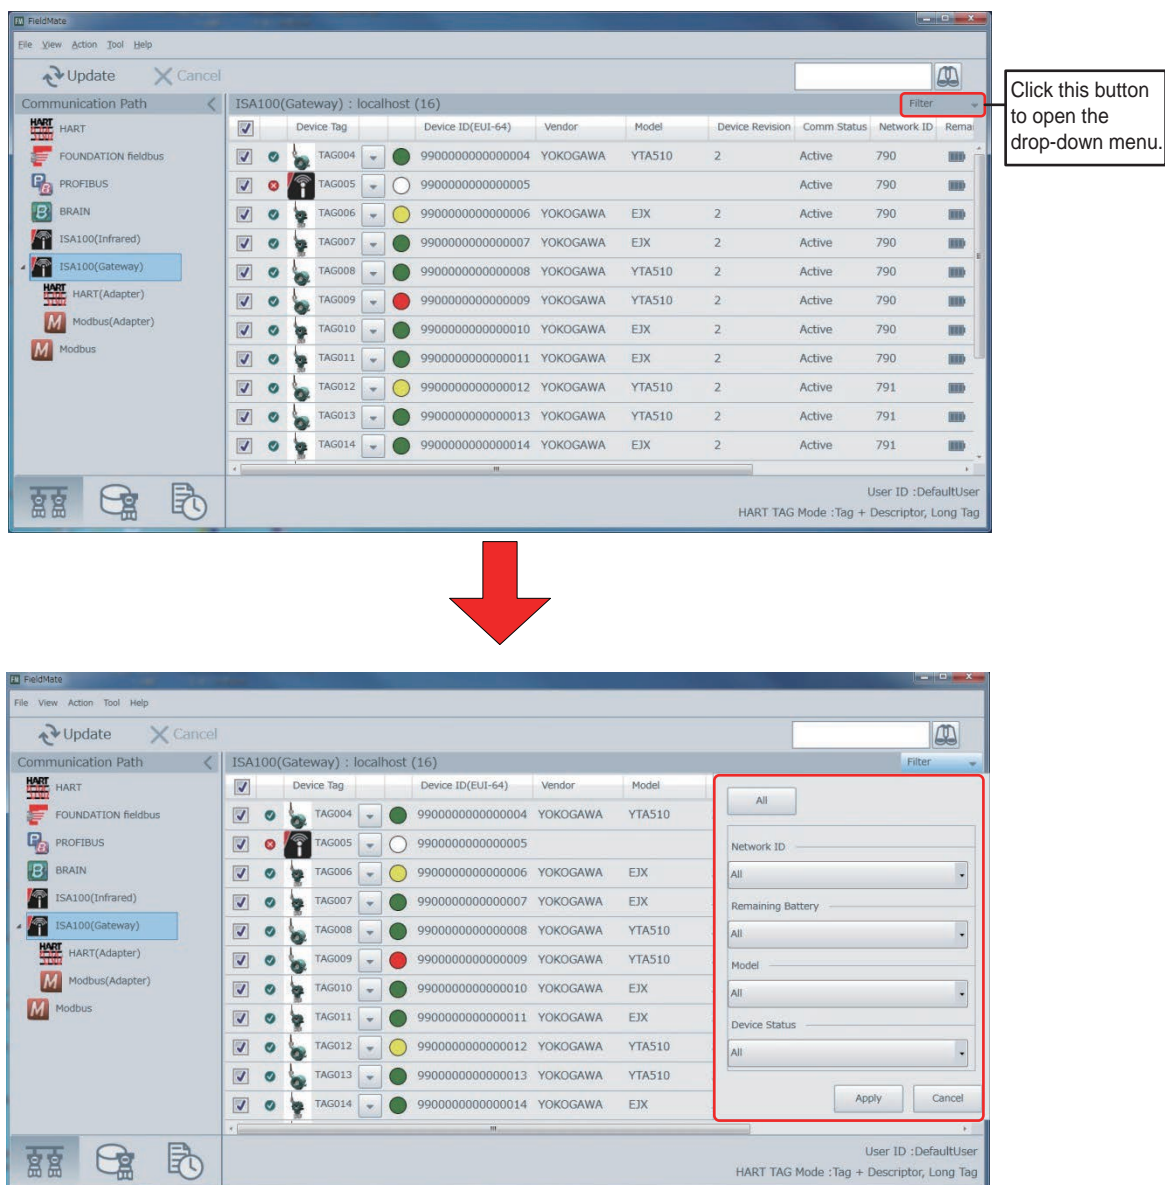 FieldMate
File View Action Tool Help
Update Cancel
Communication Path ISA100(Gateway) : localhost (16) Filter
Click this button
to open the
drop-down menu.
HART
FOUNDATION fieldbus
PROFIBUS
BRAIN
ISA100(Infrared)
ISA100(Gateway)
HART(Adapter)
Modbus(Adapter)
Modbus
Device Tag Device ID(EUI-64) Vendor Model Device Revision Comm Status Network ID Remai
TAG004 9900000000000004 YOKOGAWA YTA510 2 Active 790
TAG005 9900000000000005 Active 790
TAG006 9900000000000006 YOKOGAWA EJX 2 Active 790
TAG007 9900000000000007 YOKOGAWA EJX 2 Active 790
TAG008 9900000000000008 YOKOGAWA YTA510 2 Active 790
TAG009 9900000000000009 YOKOGAWA YTA510 2 Active 790
TAG010 9900000000000010 YOKOGAWA EJX 2 Active 790
TAG011 9900000000000011 YOKOGAWA EJX 2 Active 790
TAG012 9900000000000012 YOKOGAWA YTA510 2 Active 791
TAG013 9900000000000013 YOKOGAWA YTA510 2 Active 791
TAG014 9900000000000014 YOKOGAWA EJX 2 Active 791
User ID :DefaultUser
HART TAG Mode :Tag + Descriptor, Long Tag
FieldMate
File View Action Tool Help
Update Cancel
Communication Path ISA100(Gateway) : localhost (16) Filter
HART
FOUNDATION fieldbus
PROFIBUS
BRAIN
ISA100(Infrared)
ISA100(Gateway)
HART(Adapter)
Modbus(Adapter)
Modbus
Device Tag Device ID(EUI-64) Vendor Model
TAG004 9900000000000004 YOKOGAWA YTA510
TAG005 9900000000000005
TAG006 9900000000000006 YOKOGAWA EJX
TAG007 9900000000000007 YOKOGAWA EJX
TAG008 9900000000000008 YOKOGAWA YTA510
TAG009 9900000000000009 YOKOGAWA YTA510
TAG010 9900000000000010 YOKOGAWA EJX
TAG011 9900000000000011 YOKOGAWA EJX
TAG012 9900000000000012 YOKOGAWA YTA510
TAG013 9900000000000013 YOKOGAWA YTA510
TAG014 9900000000000014 YOKOGAWA EJX
All
Network ID
All
Remaining Battery
All
Model
All
Device Status
All
Apply Cancel
User ID :DefaultUser
HART TAG Mode :Tag + Descriptor, Long Tag